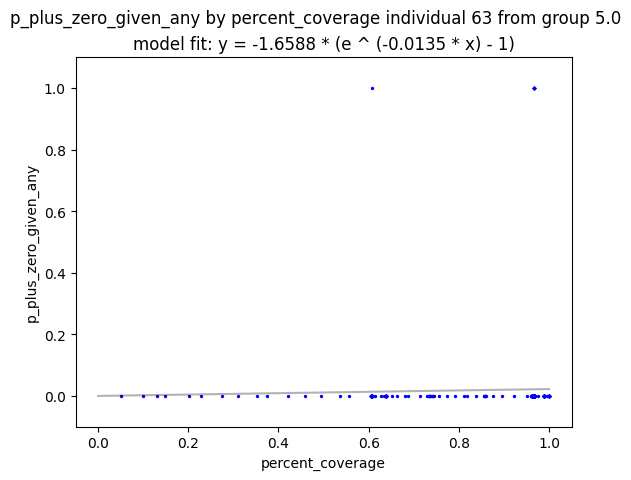 p_plus_zero_given_any by percent_coverage individual 63 from group 5.0
model fit: y = -1.6588 * (e ^ (-0.0135 * x) - 1)
1.0
0.8
0.6
0.4
0.2
0.0
p_plus_zero_given_any
0.0 0.2 0.4 0.6 0.8 1.0
percent_coverage